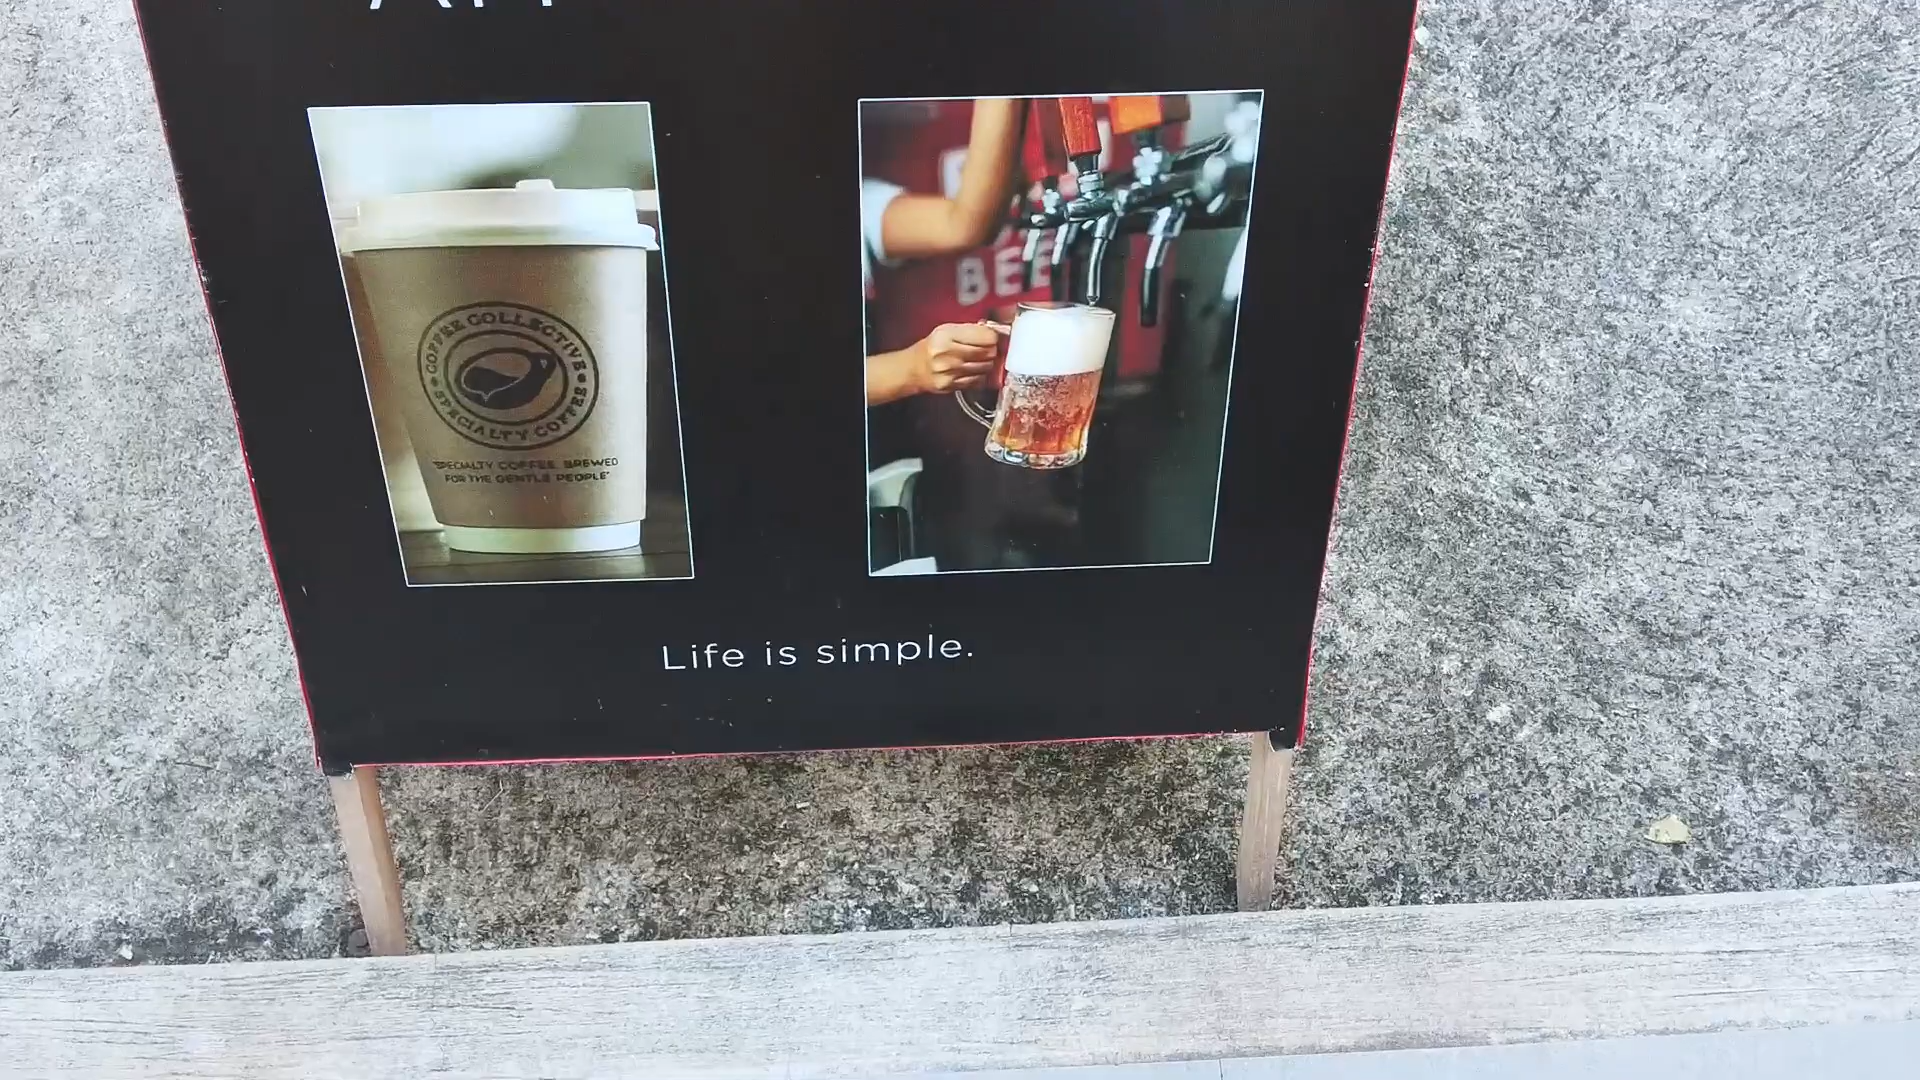 COFFEE COLLECTIVE
SPECIALTY COFFEE
"SPECIALTY COFFEE, BREWED
FOR THE GENTLE PEOPLE"
Life is simple.